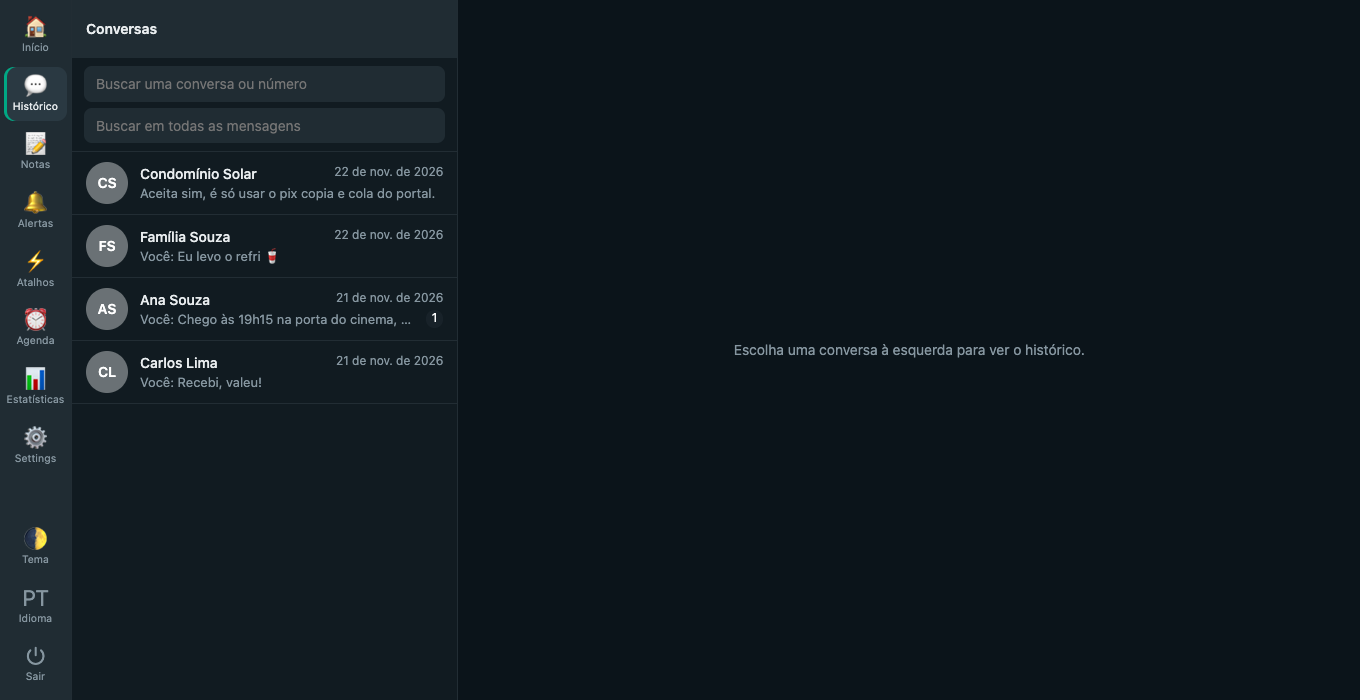 Início
Histórico
Notas
Alertas
Atalhos
Agenda
Estatísticas
Settings
Tema
PT
Idioma
Sair
Conversas
Buscar uma conversa ou número
Buscar em todas as mensagens
CS
Condomínio Solar
22 de nov. de 2026
Aceita sim, é só usar o pix copia e cola do portal.
FS
Família Souza
22 de nov. de 2026
Você: Eu levo o refri 🥤
AS
Ana Souza
21 de nov. de 2026
Você: Chego às 19h15 na porta do cinema, ...
1
CL
Carlos Lima
21 de nov. de 2026
Você: Recebi, valeu!
Escolha uma conversa à esquerda para ver o histórico.